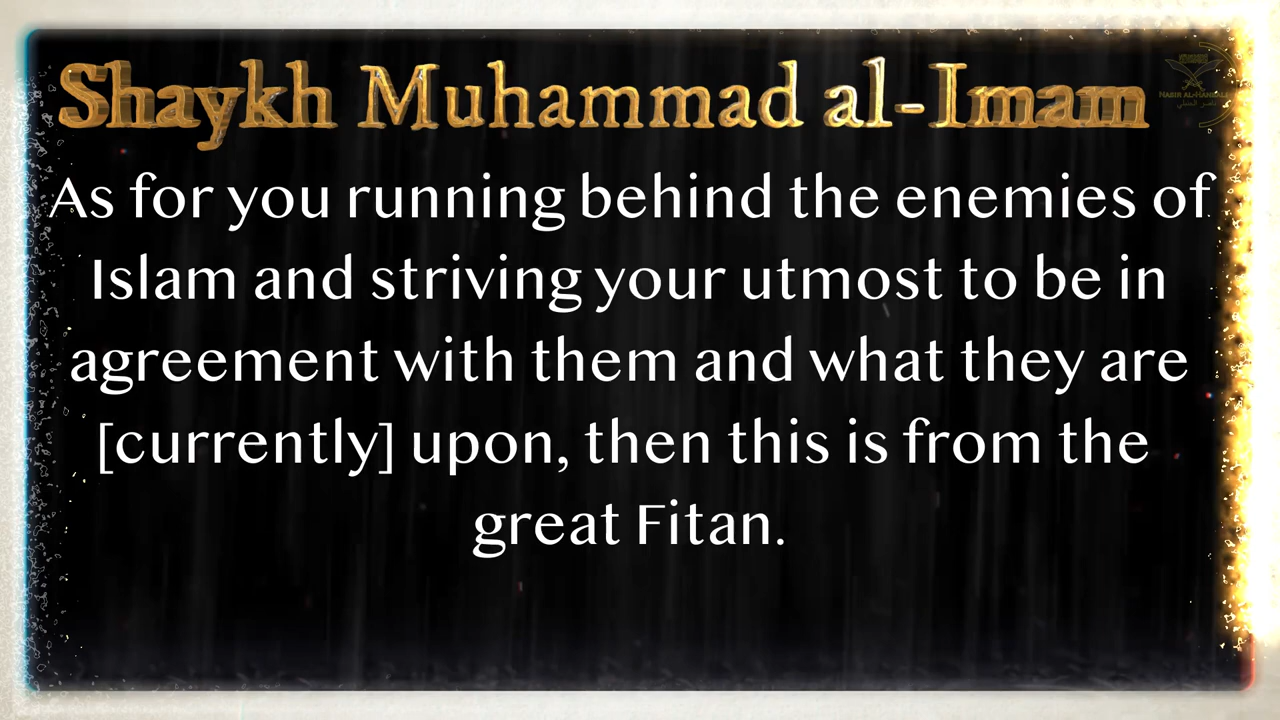 Shaykh Muhammad al-Imam
As for you running behind the enemies of
Islam and striving your utmost to be in
agreement with them and what they are
[currently] upon, then this is from the
great Fitan.